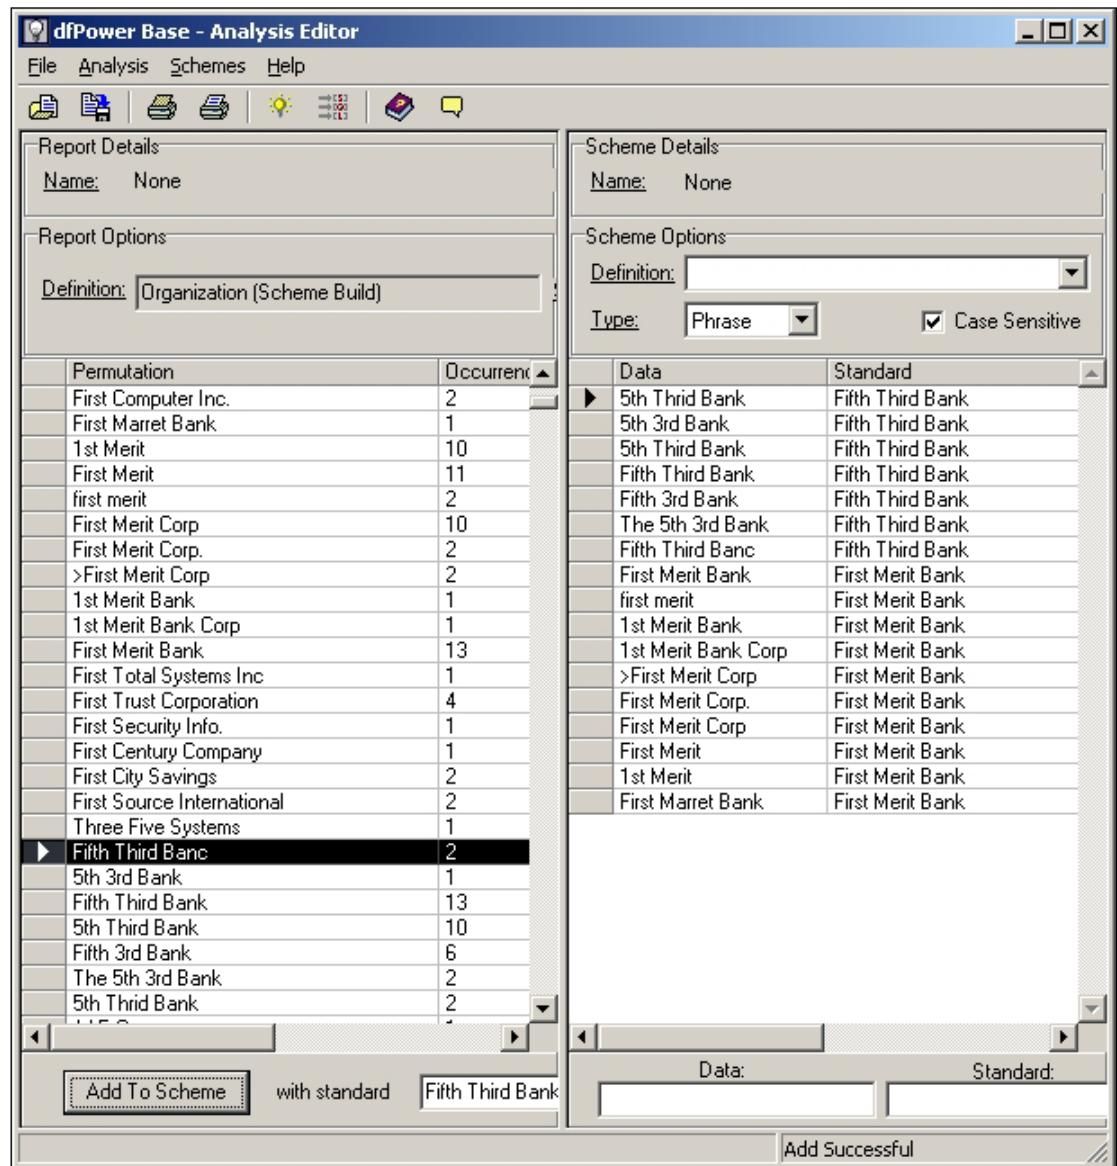 dfPower Base - Analysis Editor
File Analysis Schemes Help
Report Details
Name: None
Report Options
Definition: Organization (Scheme Build)
Permutation Occurrenc
First Computer Inc. 2
First Marret Bank 1
1st Merit 10
First Merit 11
first merit 2
First Merit Corp 10
First Merit Corp. 2
>First Merit Corp 2
1st Merit Bank 1
1st Merit Bank Corp 1
First Merit Bank 13
First Total Systems Inc 1
First Trust Corporation 4
First Security Info. 1
First Century Company 1
First City Savings 2
First Source International 2
Three Five Systems 1
Fifth Third Banc 2
5th 3rd Bank 1
Fifth Third Bank 13
5th Third Bank 10
Fifth 3rd Bank 6
The 5th 3rd Bank 2
5th Thrid Bank 2
Add To Scheme with standard Fifth Third Bank
Scheme Details
Name: None
Scheme Options
Definition:
Type: Phrase Case Sensitive
Data Standard
5th Thrid Bank Fifth Third Bank
5th 3rd Bank Fifth Third Bank
5th Third Bank Fifth Third Bank
Fifth Third Bank Fifth Third Bank
Fifth 3rd Bank Fifth Third Bank
The 5th 3rd Bank Fifth Third Bank
Fifth Third Banc Fifth Third Bank
First Merit Bank First Merit Bank
first merit First Merit Bank
1st Merit Bank First Merit Bank
1st Merit Bank Corp First Merit Bank
>First Merit Corp First Merit Bank
First Merit Corp. First Merit Bank
First Merit Corp First Merit Bank
First Merit First Merit Bank
1st Merit First Merit Bank
First Marret Bank First Merit Bank
Data: Standard:
Add Successful